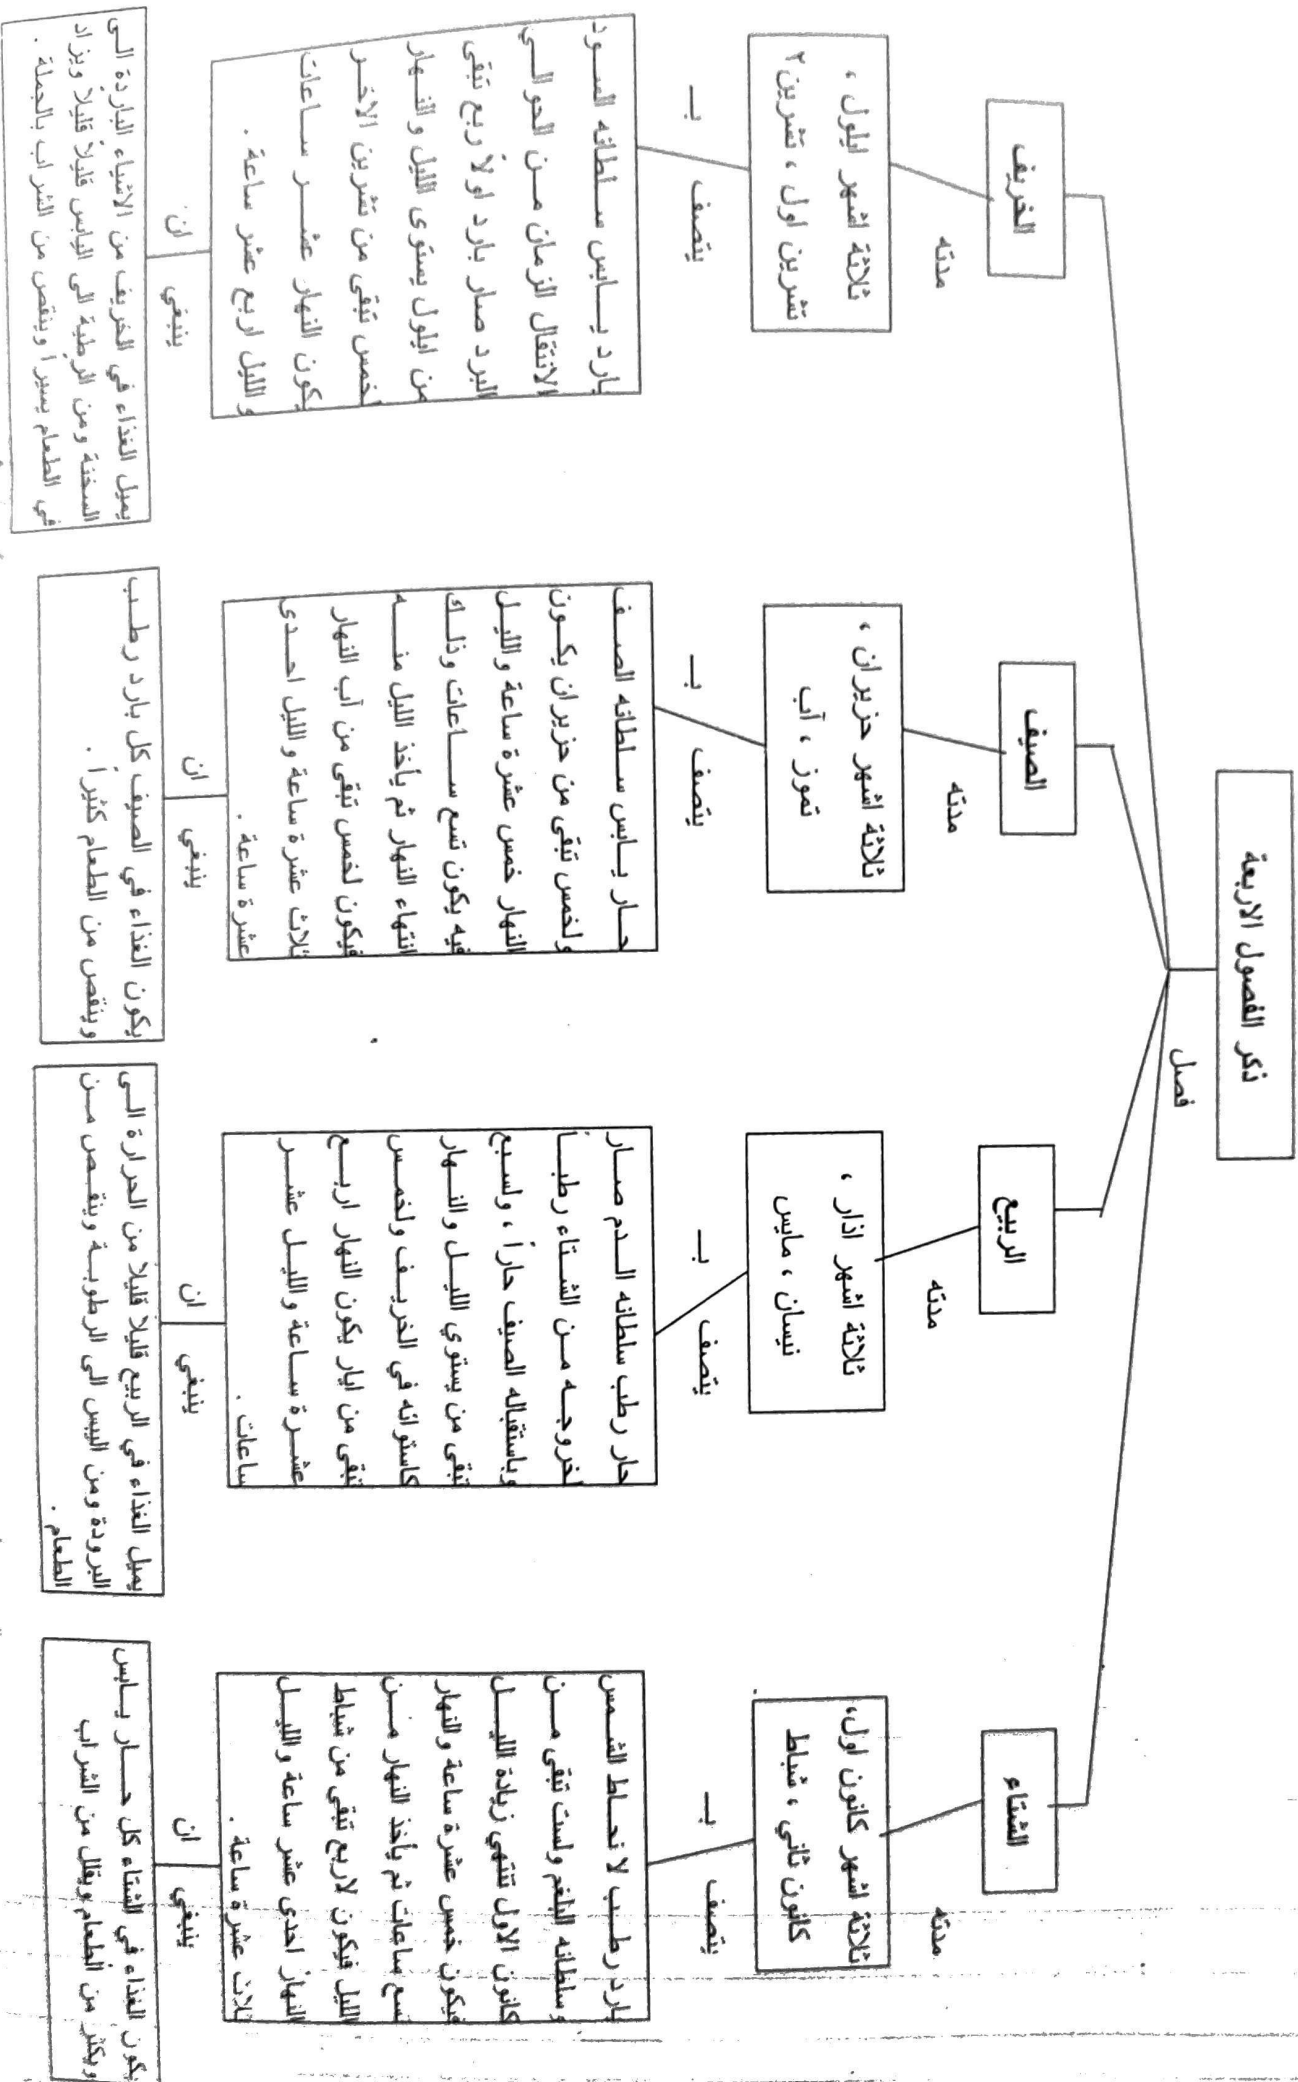 ذكر الفصول الاربعة
فصل
الشتاء
الربيع
الصيف
الخريف
مدته
مدته
مدته
مدته
ثلاثة اشهر كانون اول،
كانون ثاني ، شباط
ثلاثة اشهر اذار ،
نيسان ، مايس
ثلاثة اشهر حزيران ،
تموز ، آب
ثلاثة اشهر ايلول ،
تشرين اول ، تشرين٢
يتصف بـ
يتصف بـ
يتصف بـ
يتصف بـ
بارد رطب لا نحطاط الشمس
وسلطانه البلغم ولست تبقى من
كانون الاول تنتهي زيادة الليل
فيكون خمس عشرة ساعة والنهار
تسع ساعات ثم يأخذ النهار من
الليل فيكون لاربع تبقى من شباط
النهار احدى عشر ساعة والليل
ثلاث عشرة ساعة .
حار رطب سلطانه الدم صار
لخروجه من الشتاء رطباً
وباستقباله الصيف حاراً ، ولسبع
تبقى من يستوي الليل والنهار
كاستوائه في الخريف ولخمس
تبقى من ايار يكون النهار اربع
عشرة ساعة والليل عشر
ساعات .
حار يابس سلطانه الصف
ولخمس تبقى من حزيران يكون
النهار خمس عشرة ساعة والليل
فيه يكون تسع ساعات وذلك
انتهاء النهار ثم يأخذ الليل منه
فيكون لخمس تبقى من آب النهار
ثلاث عشرة ساعة والليل احدى
عشرة ساعة .
بارد يابس سلطانه السود
الانتقال الزمان من الحوالي
البرد صار بارد اولاً ربع تبقى
من ايلول يستوى الليل والنهار
لخمس تبقى من تشرين الاخر
يكون النهار عشر ساعات
والليل اربع عشر ساعة .
ينبغي ان
ينبغي ان
ينبغي ان
ينبغي ان
يكون الغذاء في الشتاء كل حار يابس
ويكثر من الطعام ويقلل من الشراب
يميل الغذاء في الربيع قليلاً قليلاً من الحرارة الى
البرودة ومن اليبس الى الرطوبة وينقص من
الطعام .
يكون الغذاء في الصيف كل بارد رطب
وينقص من الطعام كثيراً .
يميل الغذاء في الخريف من الاشياء الباردة الى
السخنة ومن الرطبة الى اليابس قليلاً قليلاً ويزاد
في الطعام يسيراً وينقص من الشراب بالجملة .